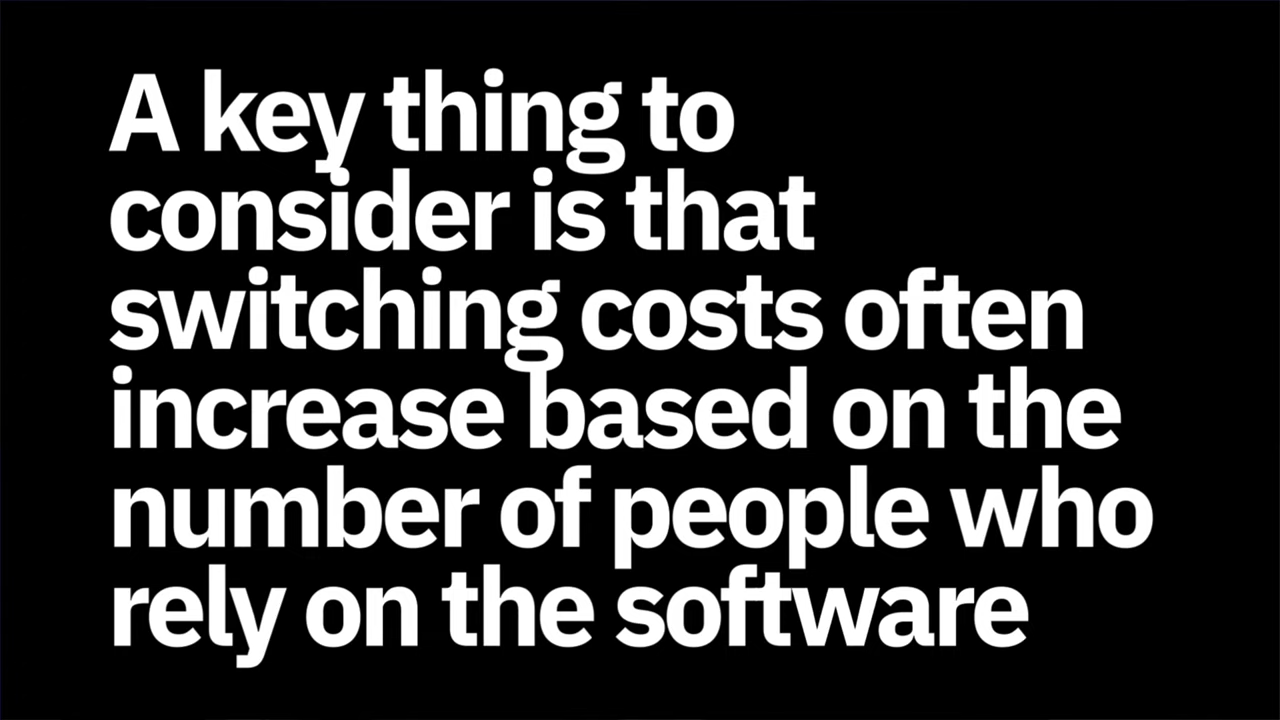 A key thing to
consider is that
switching costs often
increase based on the
number of people who
rely on the software